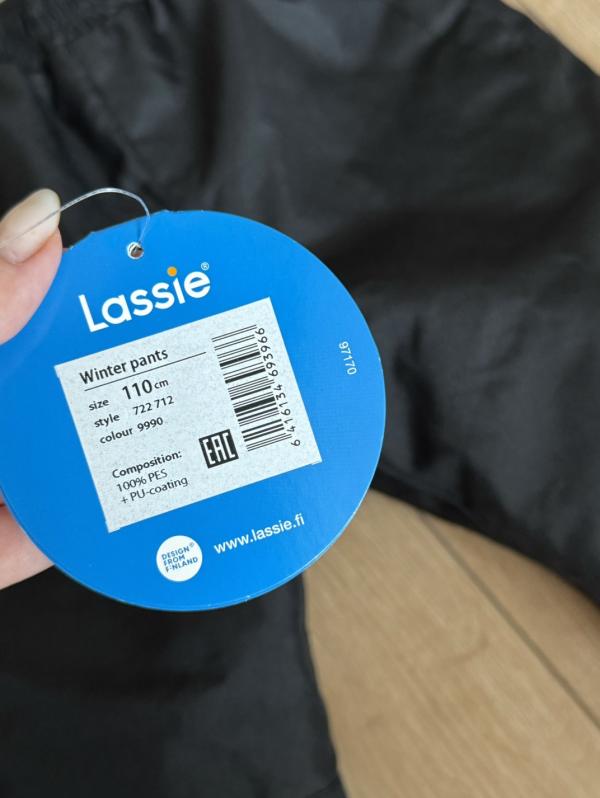 Lassie®
Winter pants
size 110 cm
style 722 712
colour 9990
Composition:
100% PES
+ PU-coating
EAC
6 416134 693966
97170
DESIGN
FROM
FINLAND
www.lassie.fi